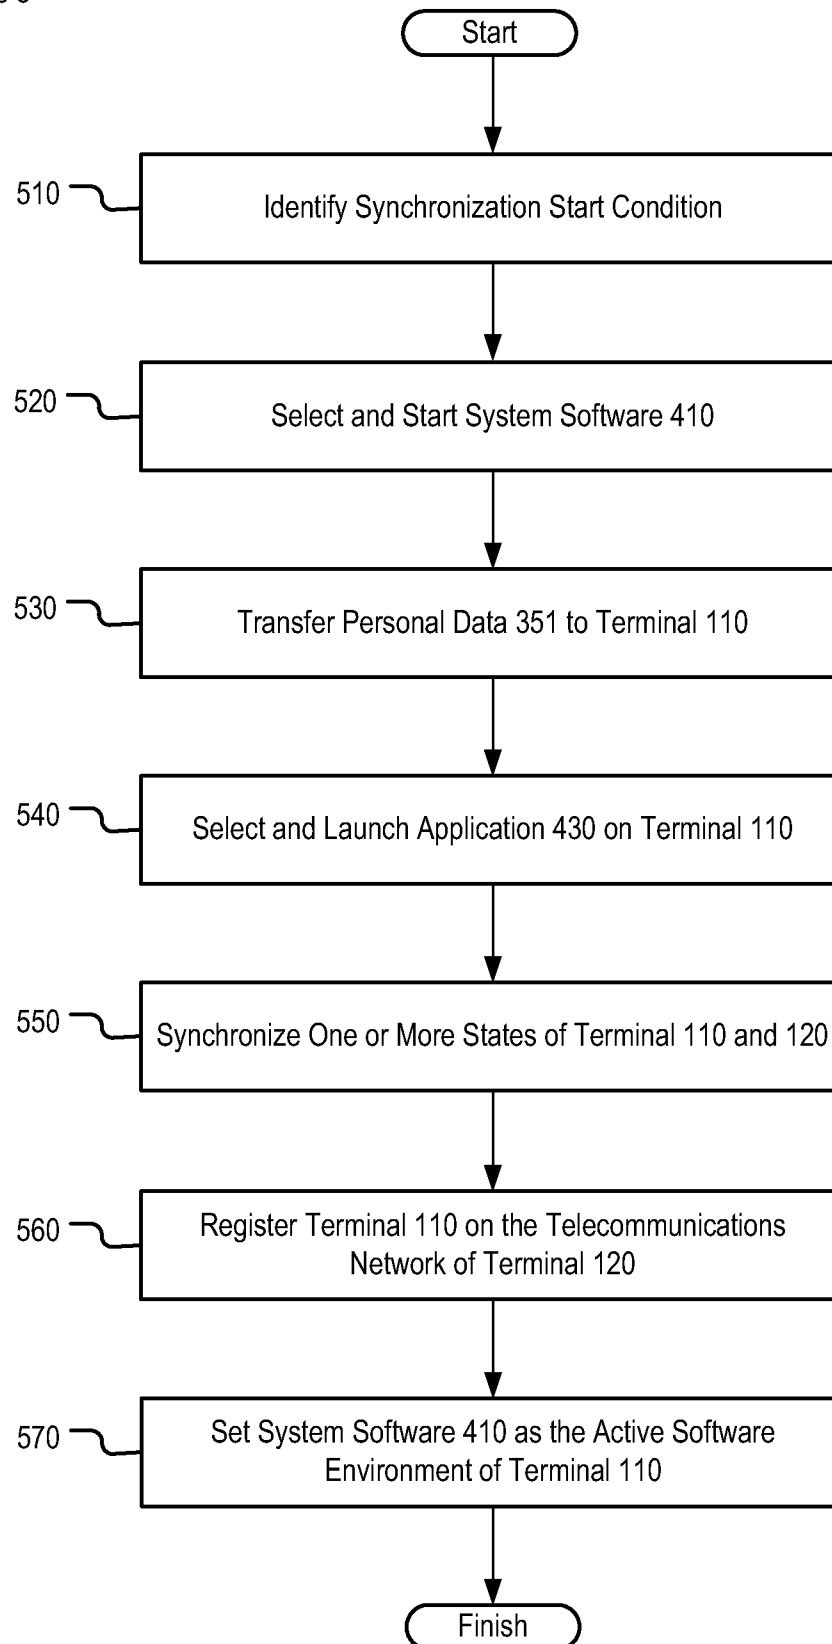 Start
510
Identify Synchronization Start Condition
520
Select and Start System Software 410
530
Transfer Personal Data 351 to Terminal 110
540
Select and Launch Application 430 on Terminal 110
550
Synchronize One or More States of Terminal 110 and 120
560
Register Terminal 110 on the Telecommunications
Network of Terminal 120
570
Set System Software 410 as the Active Software
Environment of Terminal 110
Finish